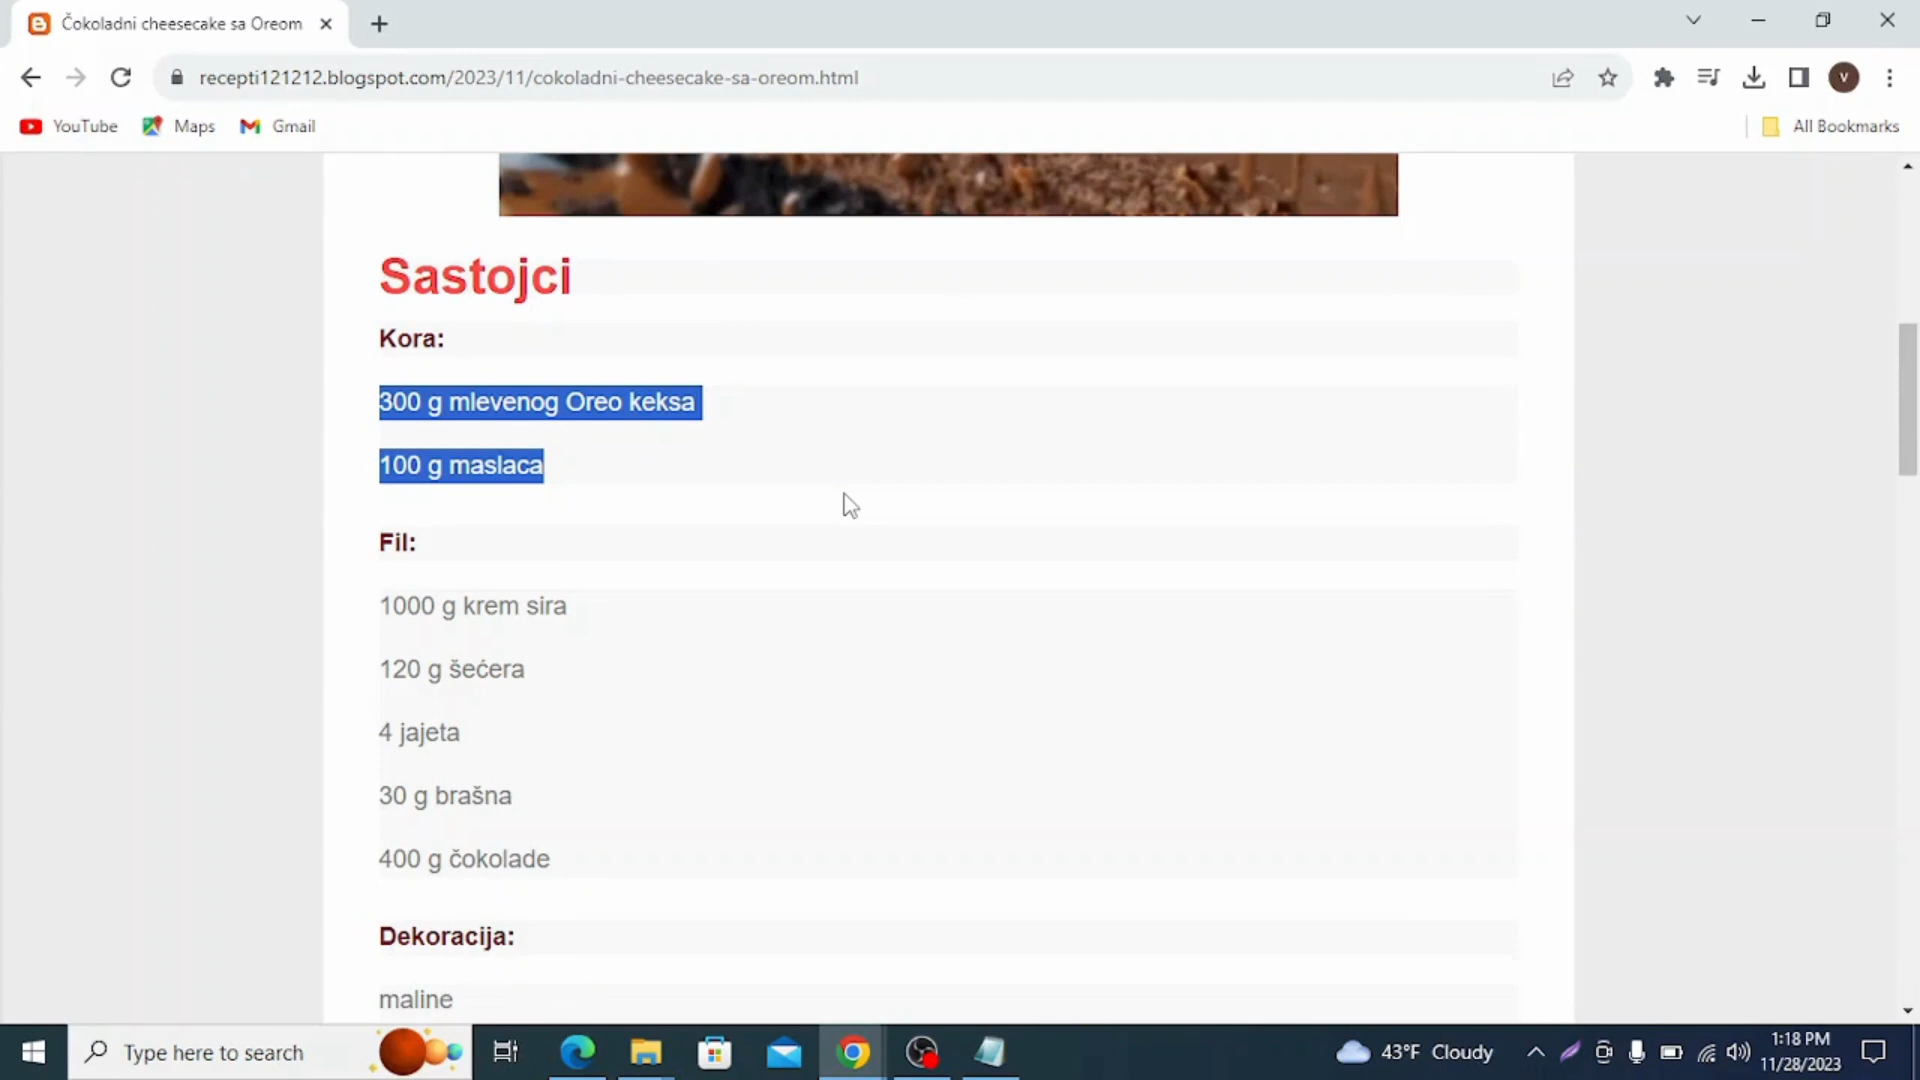 Čokoladni cheesecake sa Oreom
recepti121212.blogspot.com/2023/11/cokoladni-cheesecake-sa-oreom.html
V
YouTube
Maps
Gmail
All Bookmarks
Sastojci
Kora:
300 g mlevenog Oreo keksa
100 g maslaca
Fil:
1000 g krem sira
120 g šećera
4 jajeta
30 g brašna
400 g čokolade
Dekoracija:
maline
Type here to search
43°F Cloudy
1:18 PM
11/28/2023